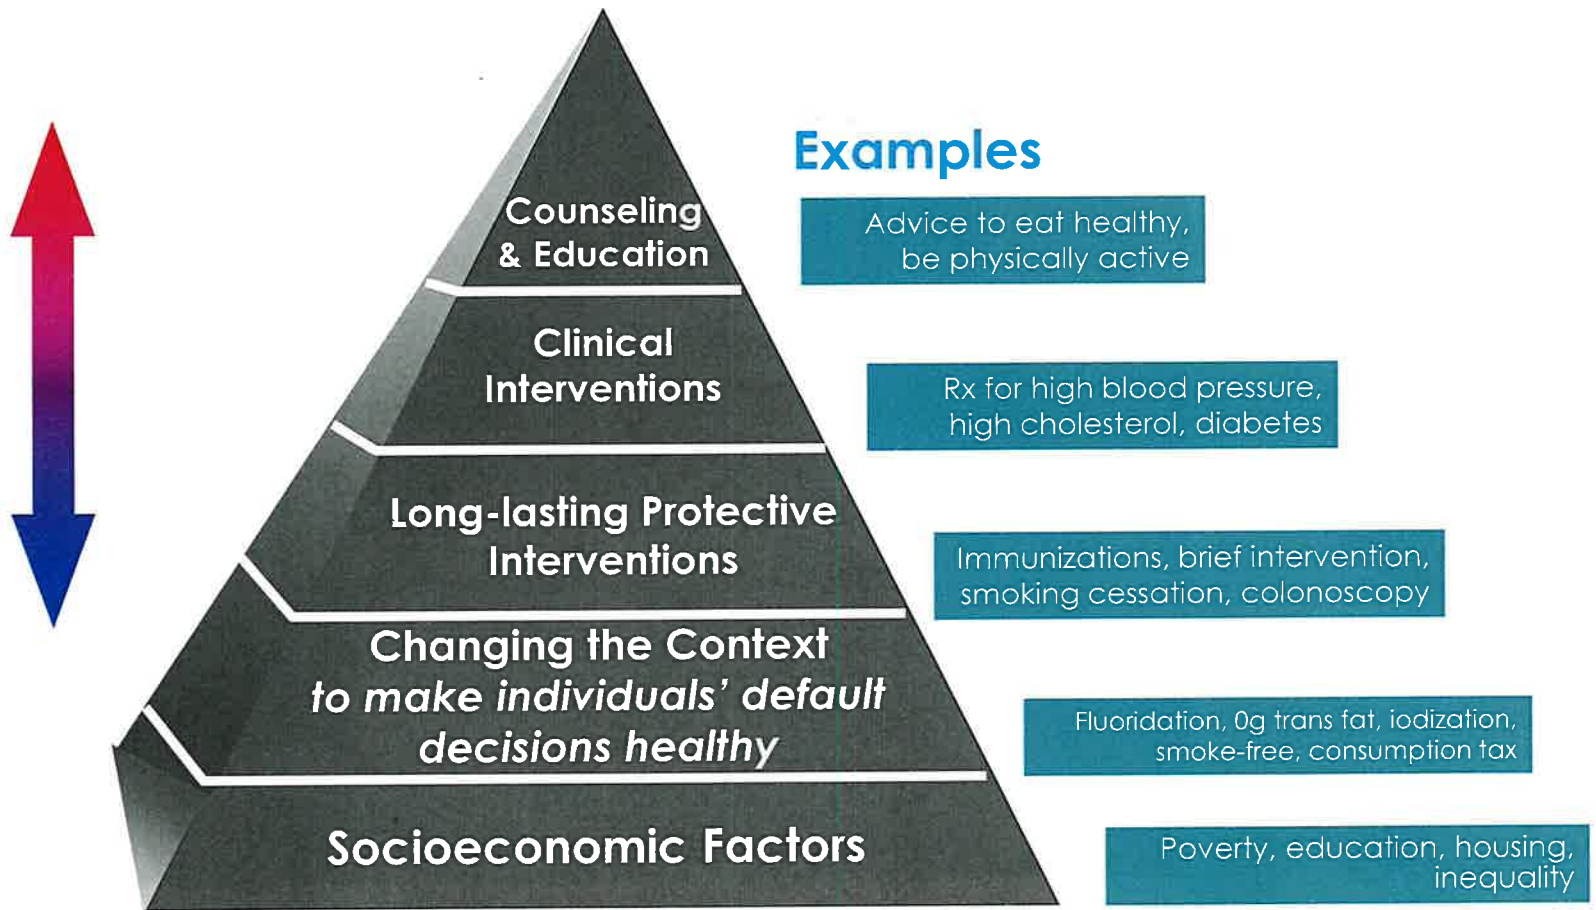 Examples
Counseling
& Education
Advice to eat healthy,
be physically active
Clinical
Interventions
Rx for high blood pressure,
high cholesterol, diabetes
Long-lasting Protective
Interventions
Immunizations, brief intervention,
smoking cessation, colonoscopy
Changing the Context
to make individuals’ default
decisions healthy
Fluoridation, 0g trans fat, iodization,
smoke-free, consumption tax
Socioeconomic Factors
Poverty, education, housing,
inequality